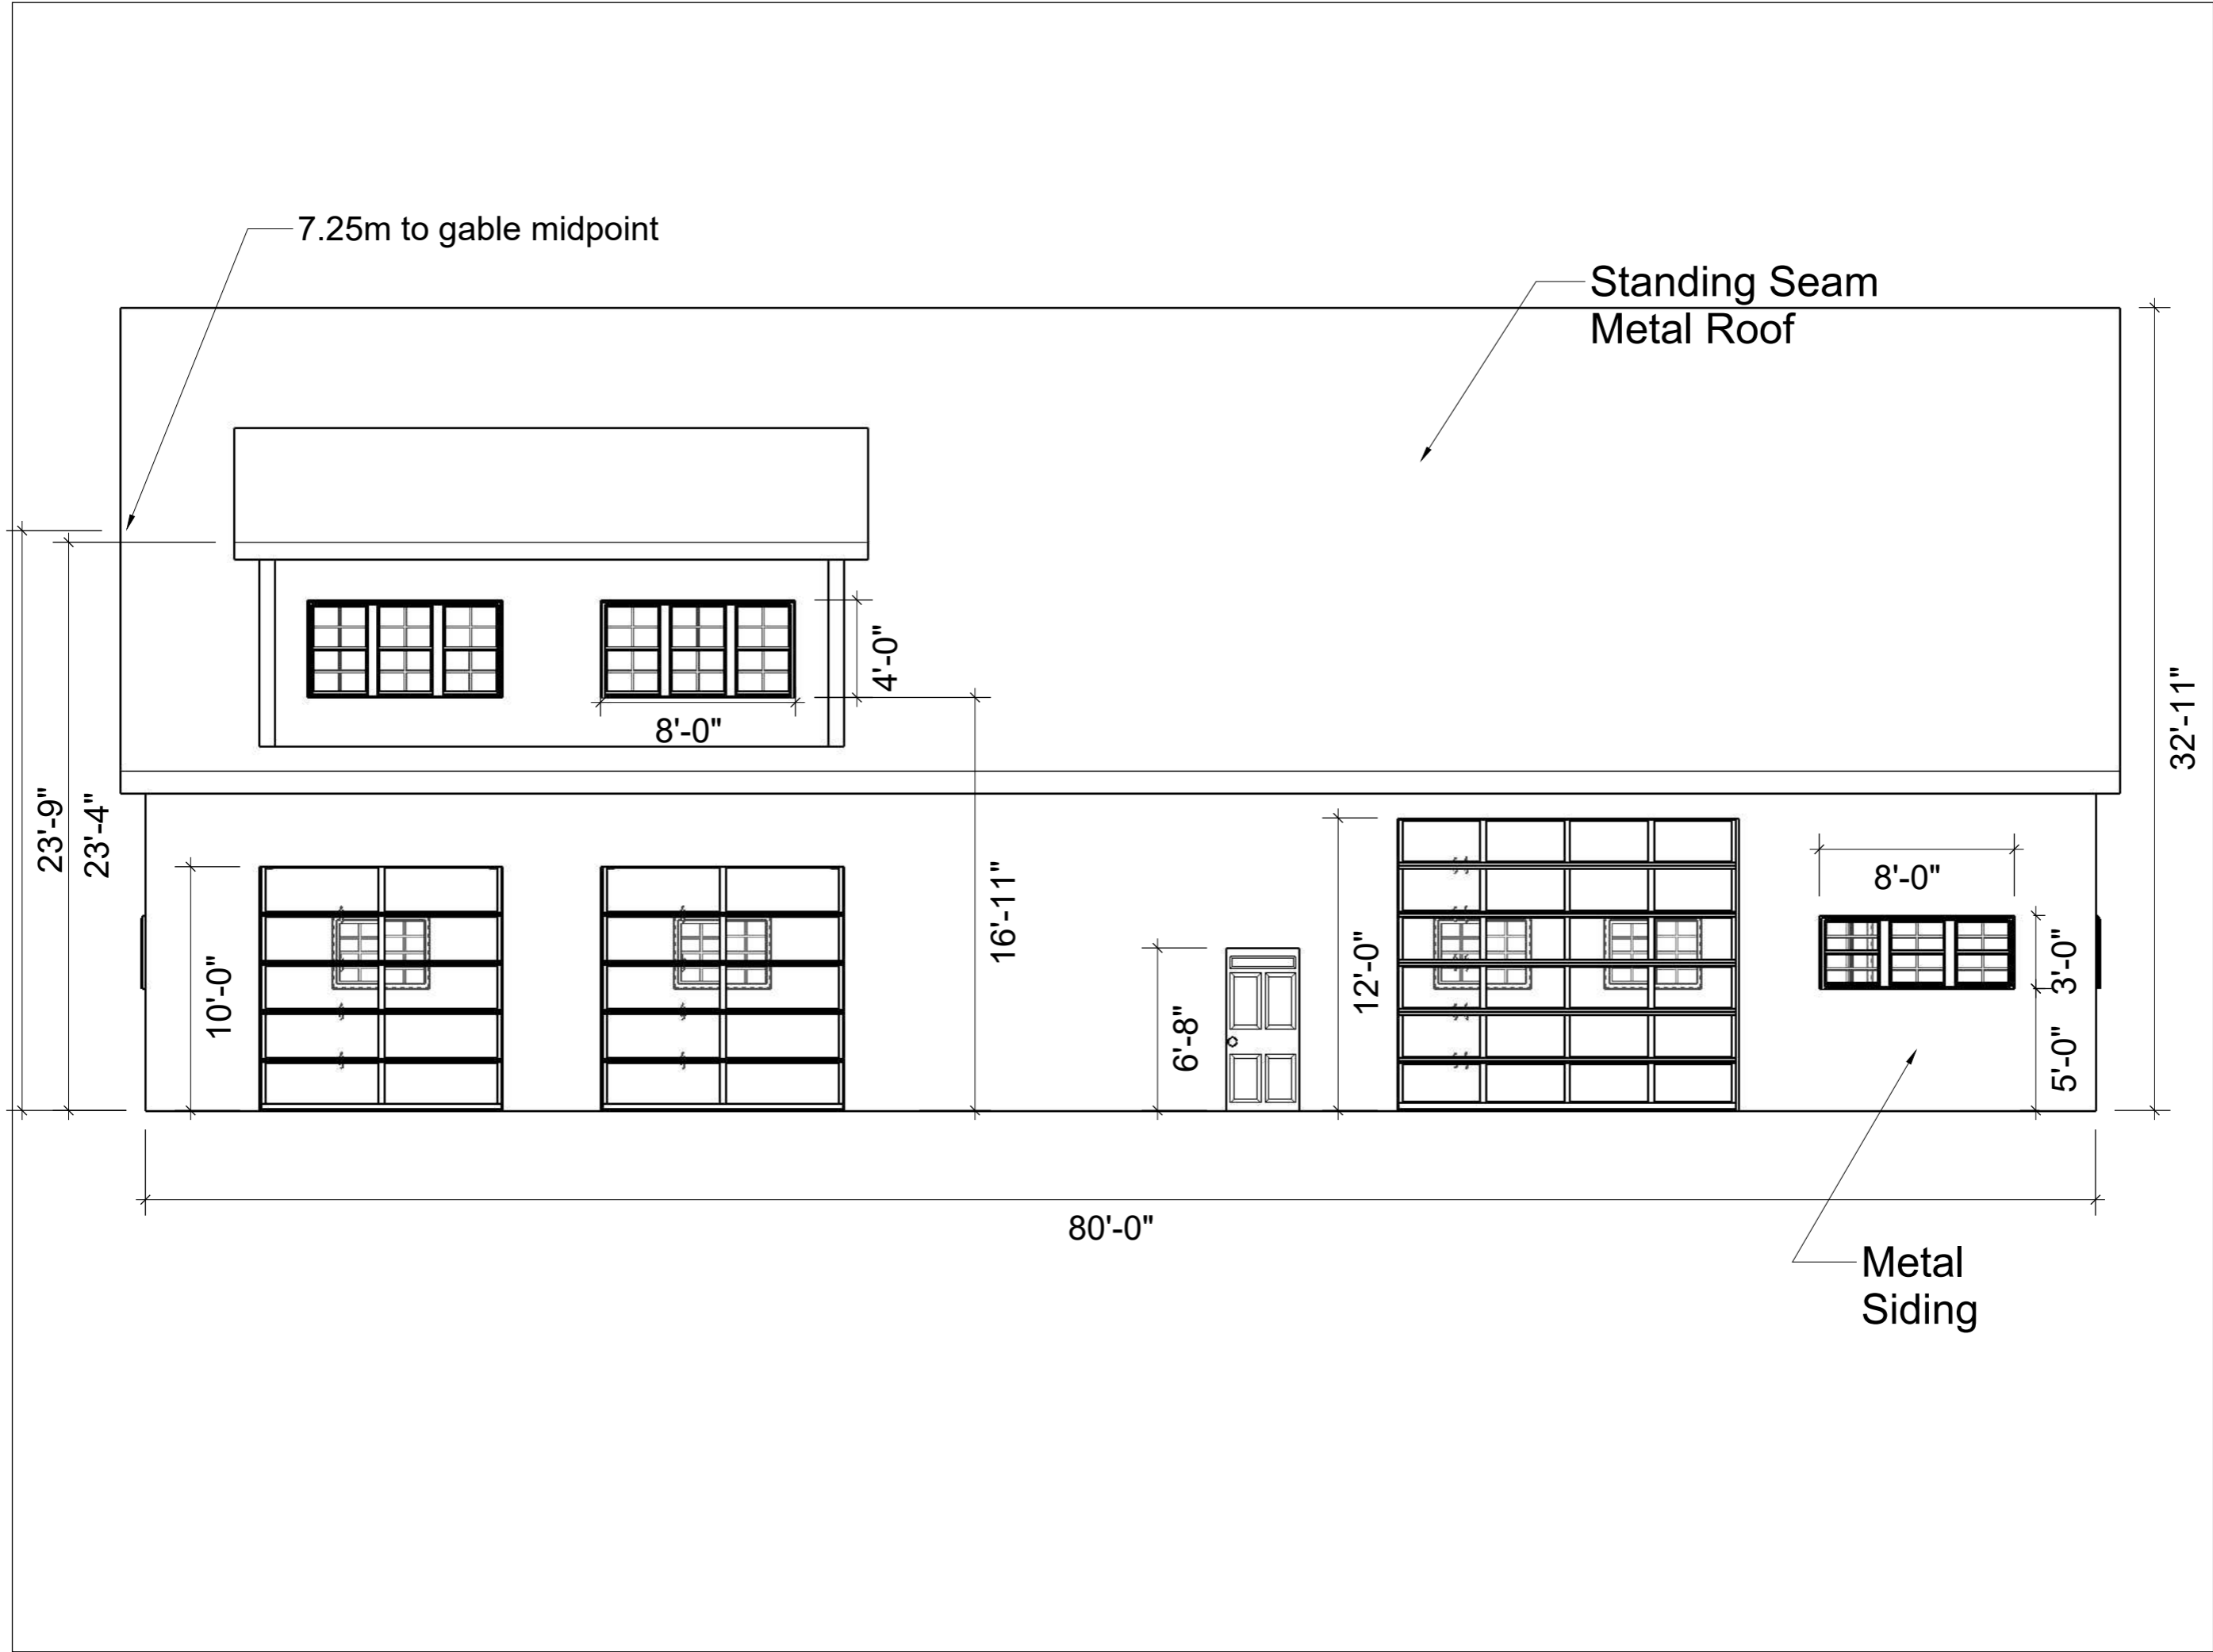 7.25m to gable midpoint
Standing Seam
Metal Roof
4'-0"
8'-0"
32'-11"
23'-9"
23'-4"
16'-11"
8'-0"
10'-0"
12'-0"
3'-0"
6'-8"
5'-0"
80'-0"
Metal
Siding